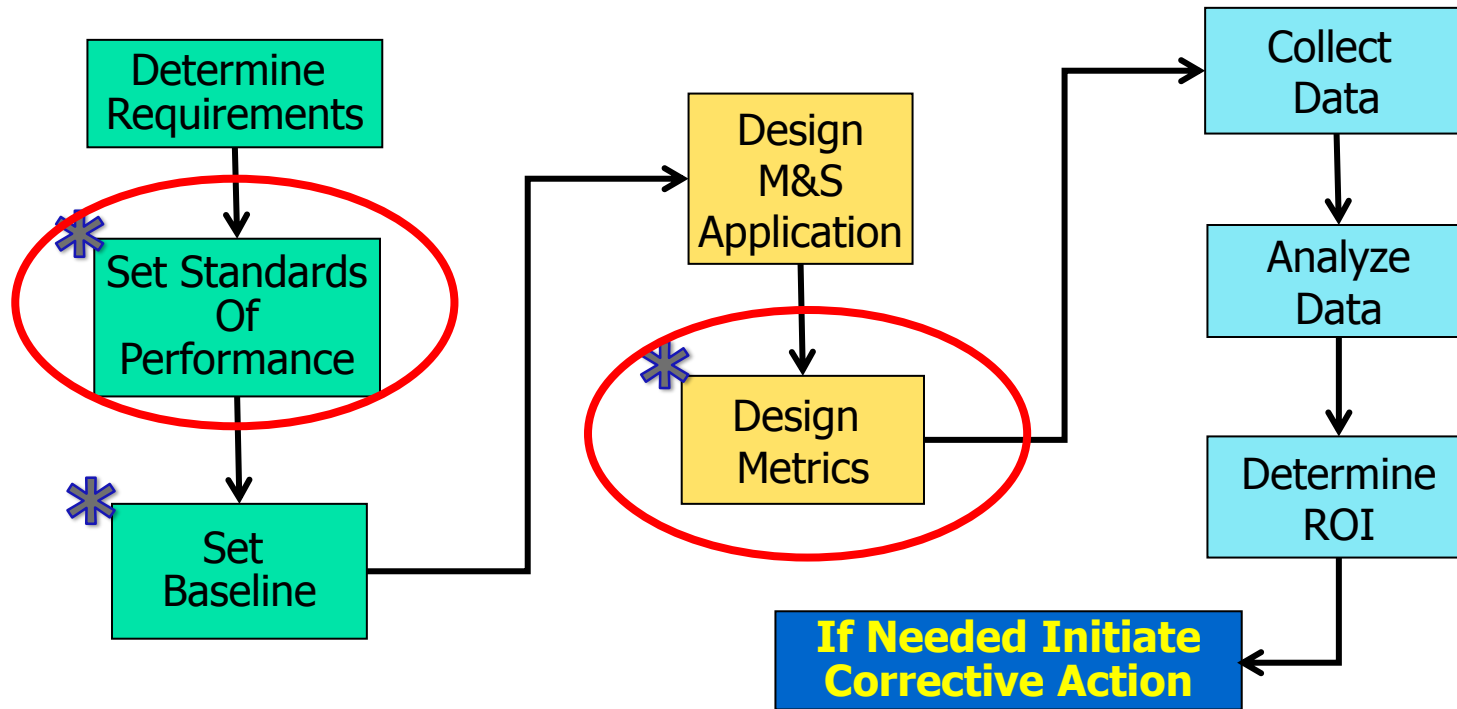 Determine
Requirements
Set Standards
Of
Performance
Set
Baseline
Design
M&S
Application
Design
Metrics
Collect
Data
Analyze
Data
Determine
ROI
If Needed Initiate
Corrective Action